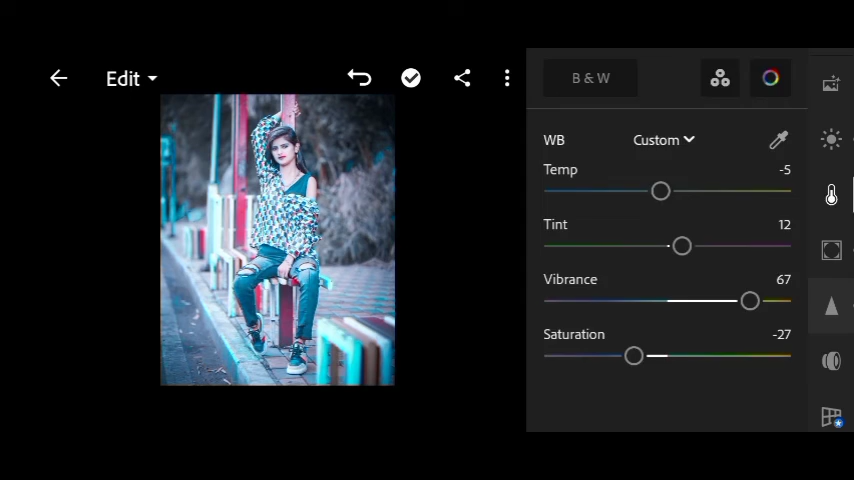 Edit
B & W
WB Custom
Temp -5
Tint 12
Vibrance 67
Saturation -27